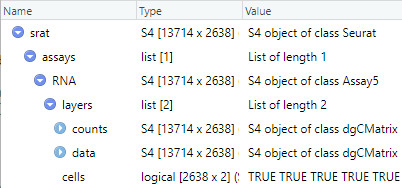 Name Type Value
srat S4 [13714 x 2638] ( S4 object of class Seurat
assays list [1] List of length 1
RNA S4 [13714 x 2638] ( S4 object of class Assay5
layers list [2] List of length 2
counts S4 [13714 x 2638] ( S4 object of class dgCMatrix
data S4 [13714 x 2638] ( S4 object of class dgCMatrix
cells logical [2638 x 2] (S TRUE TRUE TRUE TRUE TRUE